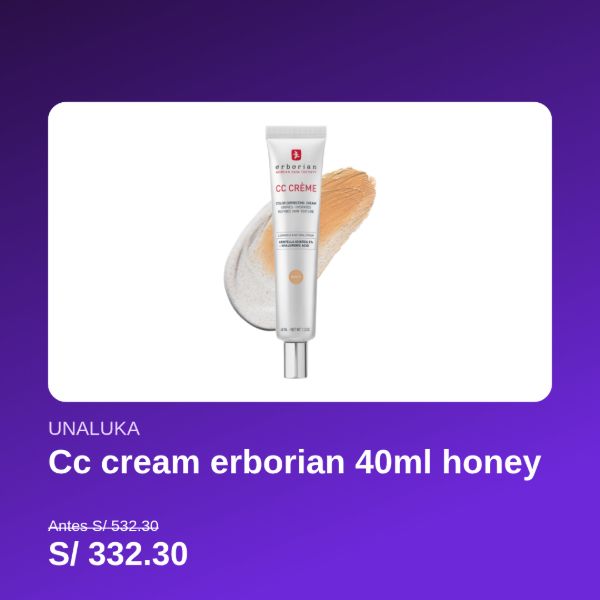 erborian
CC CRÈME
UNALUKA
Cc cream erborian 40ml honey
Antes S/ 532.30
S/ 332.30